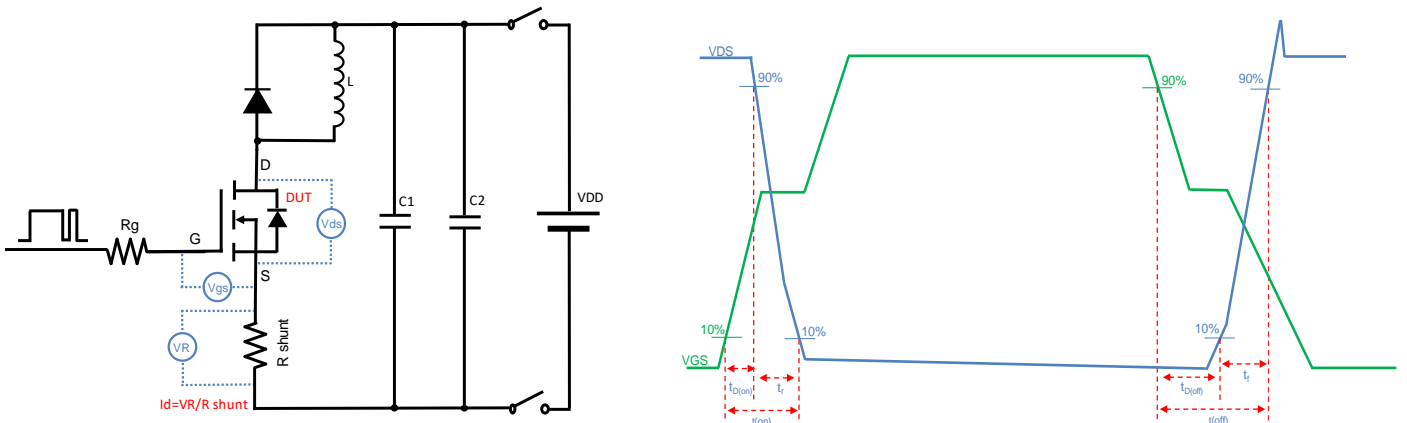 L
D
DUT
C1
C2
VDD
Rg
G
Vds
S
Vgs
R shunt
VR
Id=VR/R shunt
VDS
90%
90%
90%
10%
10%
10%
VGS
tD(on)
tr
tD(off)
tf
t(on)
t(off)